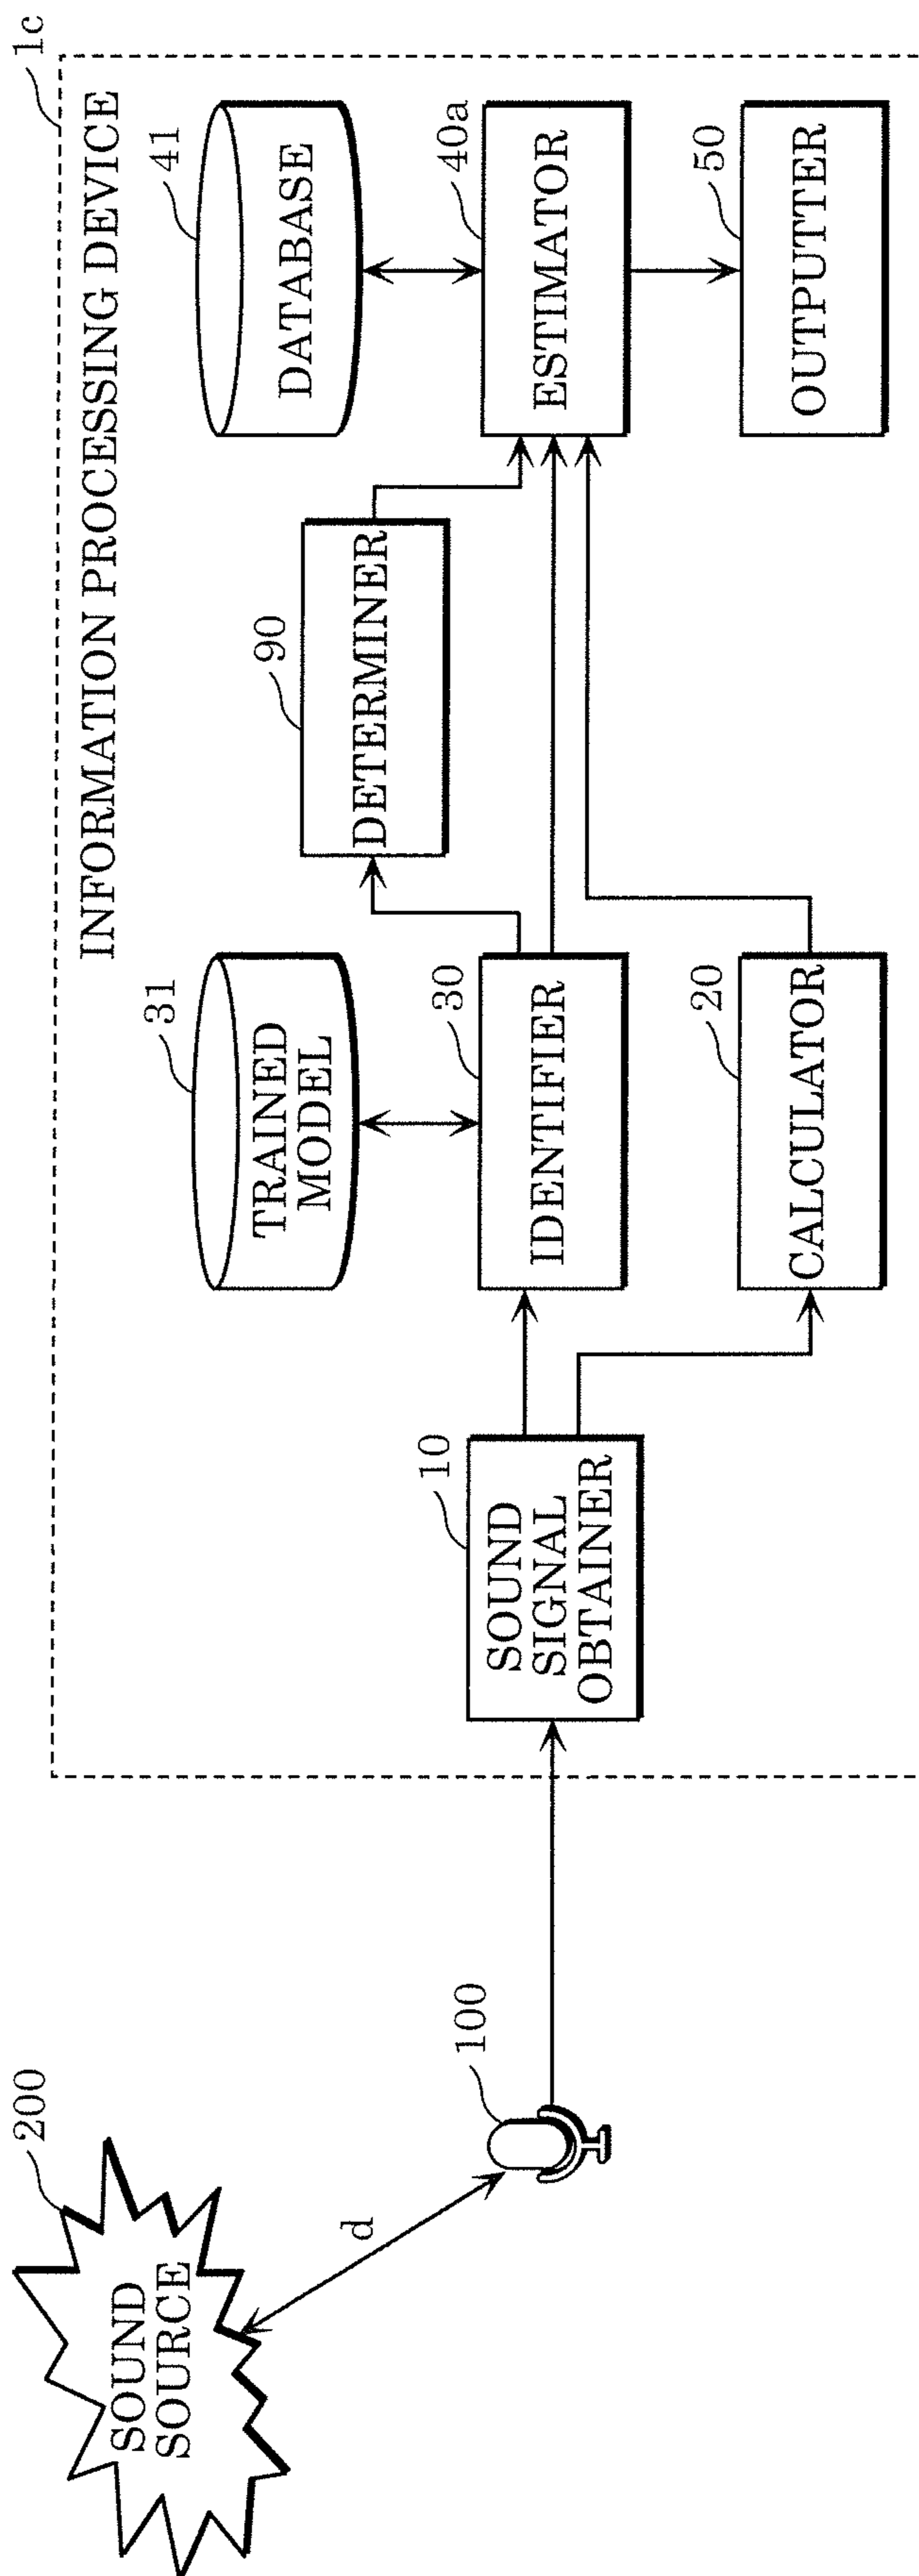 1c
INFORMATION PROCESSING DEVICE
200
SOUND
SOURCE
d
100
10
SOUND
SIGNAL
OBTAINER
31
TRAINED
MODEL
30
IDENTIFIER
20
CALCULATOR
90
DETERMINER
41
DATABASE
40a
ESTIMATOR
50
OUTPUTTER